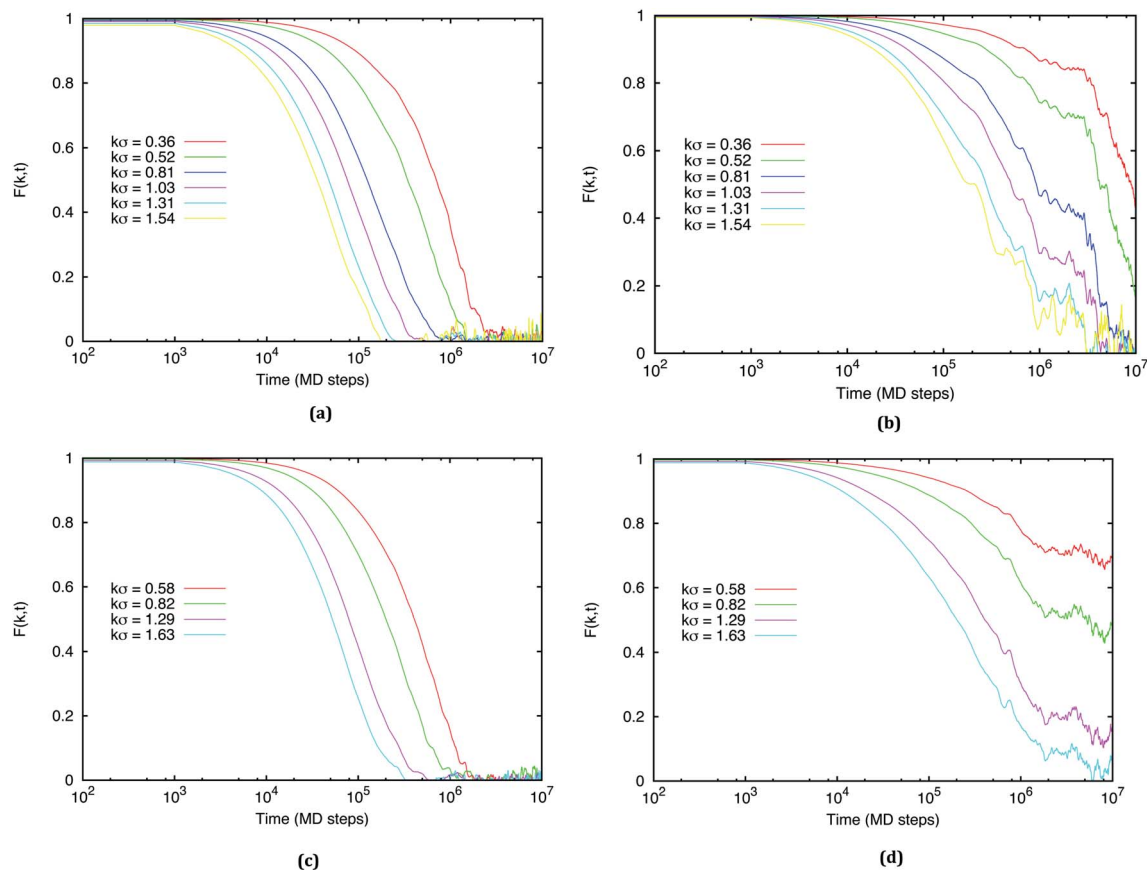 F(k,t)
1
0.8
0.6
0.4
0.2
0
kσ = 0.36
kσ = 0.52
kσ = 0.81
kσ = 1.03
kσ = 1.31
kσ = 1.54
10² 10³ 10⁴ 10⁵ 10⁶ 10⁷
Time (MD steps)
(a)
F(k,t)
1
0.8
0.6
0.4
0.2
0
kσ = 0.36
kσ = 0.52
kσ = 0.81
kσ = 1.03
kσ = 1.31
kσ = 1.54
10² 10³ 10⁴ 10⁵ 10⁶ 10⁷
Time (MD steps)
(b)
F(k,t)
1
0.8
0.6
0.4
0.2
0
kσ = 0.58
kσ = 0.82
kσ = 1.29
kσ = 1.63
10² 10³ 10⁴ 10⁵ 10⁶ 10⁷
Time (MD steps)
(c)
F(k,t)
1
0.8
0.6
0.4
0.2
0
kσ = 0.58
kσ = 0.82
kσ = 1.29
kσ = 1.63
10² 10³ 10⁴ 10⁵ 10⁶ 10⁷
Time (MD steps)
(d)